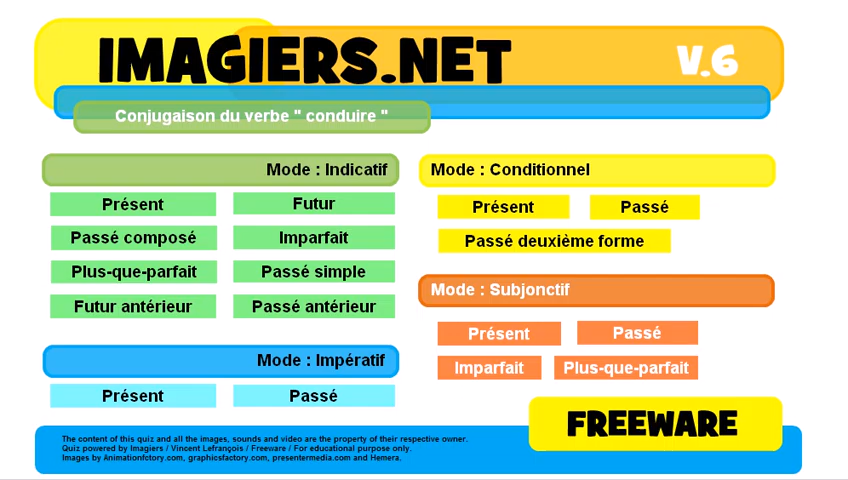 IMAGIERS.NET
V.6
Conjugaison du verbe " conduire "
Mode : Indicatif
Présent
Futur
Passé composé
Imparfait
Plus-que-parfait
Passé simple
Futur antérieur
Passé antérieur
Mode : Impératif
Présent
Passé
Mode : Conditionnel
Présent
Passé
Passé deuxième forme
Mode : Subjonctif
Présent
Passé
Imparfait
Plus-que-parfait
FREEWARE
The content of this quiz and all the images, sounds and video are the property of their respective owner.
Quiz powered by Imagiers / Vincent Lefrançois / Freeware / For educational purpose only.
Images by Animationfotory.com, graphicsfactory.com, presentermedia.com and Hemera.